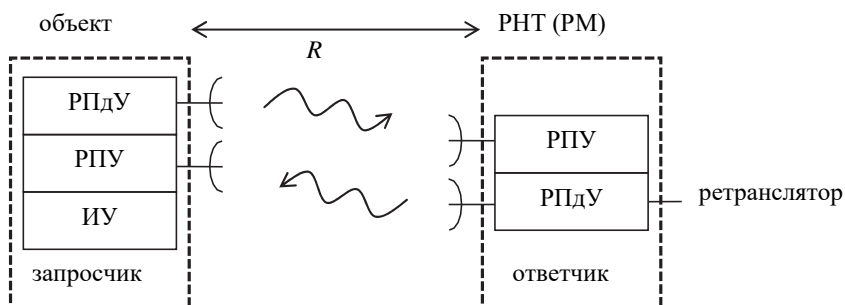 объект
R
РНТ (РМ)
РПдУ
РПУ
ИУ
запросчик
РПУ
РПдУ
ретранслятор
ответчик